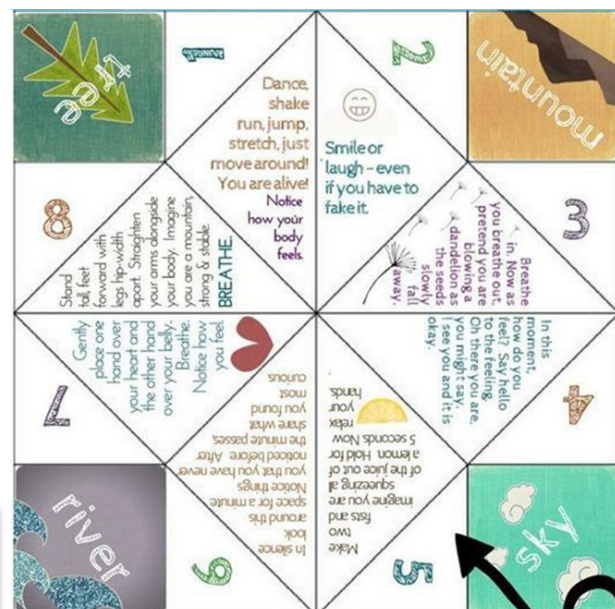 tree
1
2
mountain
Dance,
shake
run, jump,
stretch, just
move around!
You are alive!
Notice
how your
body
feels.
Smile or
laugh – even
if you have to
fake it.
8
Stand
tall, feet
forward with
legs hip-width
apart. Straighten
your arms alongside
your body. Imagine
you are a mountain,
strong & stable.
BREATHE.
3
Breathe
in. Now as
you breathe out,
pretend you are
blowing a
dandelion as
the seeds
slowly
fall
away.
7
Gently
place one
hand over
your heart and
the other hand
over your belly.
Breathe.
Notice how
you feel.
4
In this
moment,
how do you
feel? Say hello
to the feeling.
Oh there you are,
you might say.
I see you and it is
okay.
river
6
In silence
look
around this
space for a minute
Notice things
you that you have never
noticed before. After
the minute passes,
share what
you found
most
curious
5
Make
two
fists and
imagine you are
squeezing all
of the juice out of
a lemon. Hold for
5 seconds Now
relax
your
hands
sky